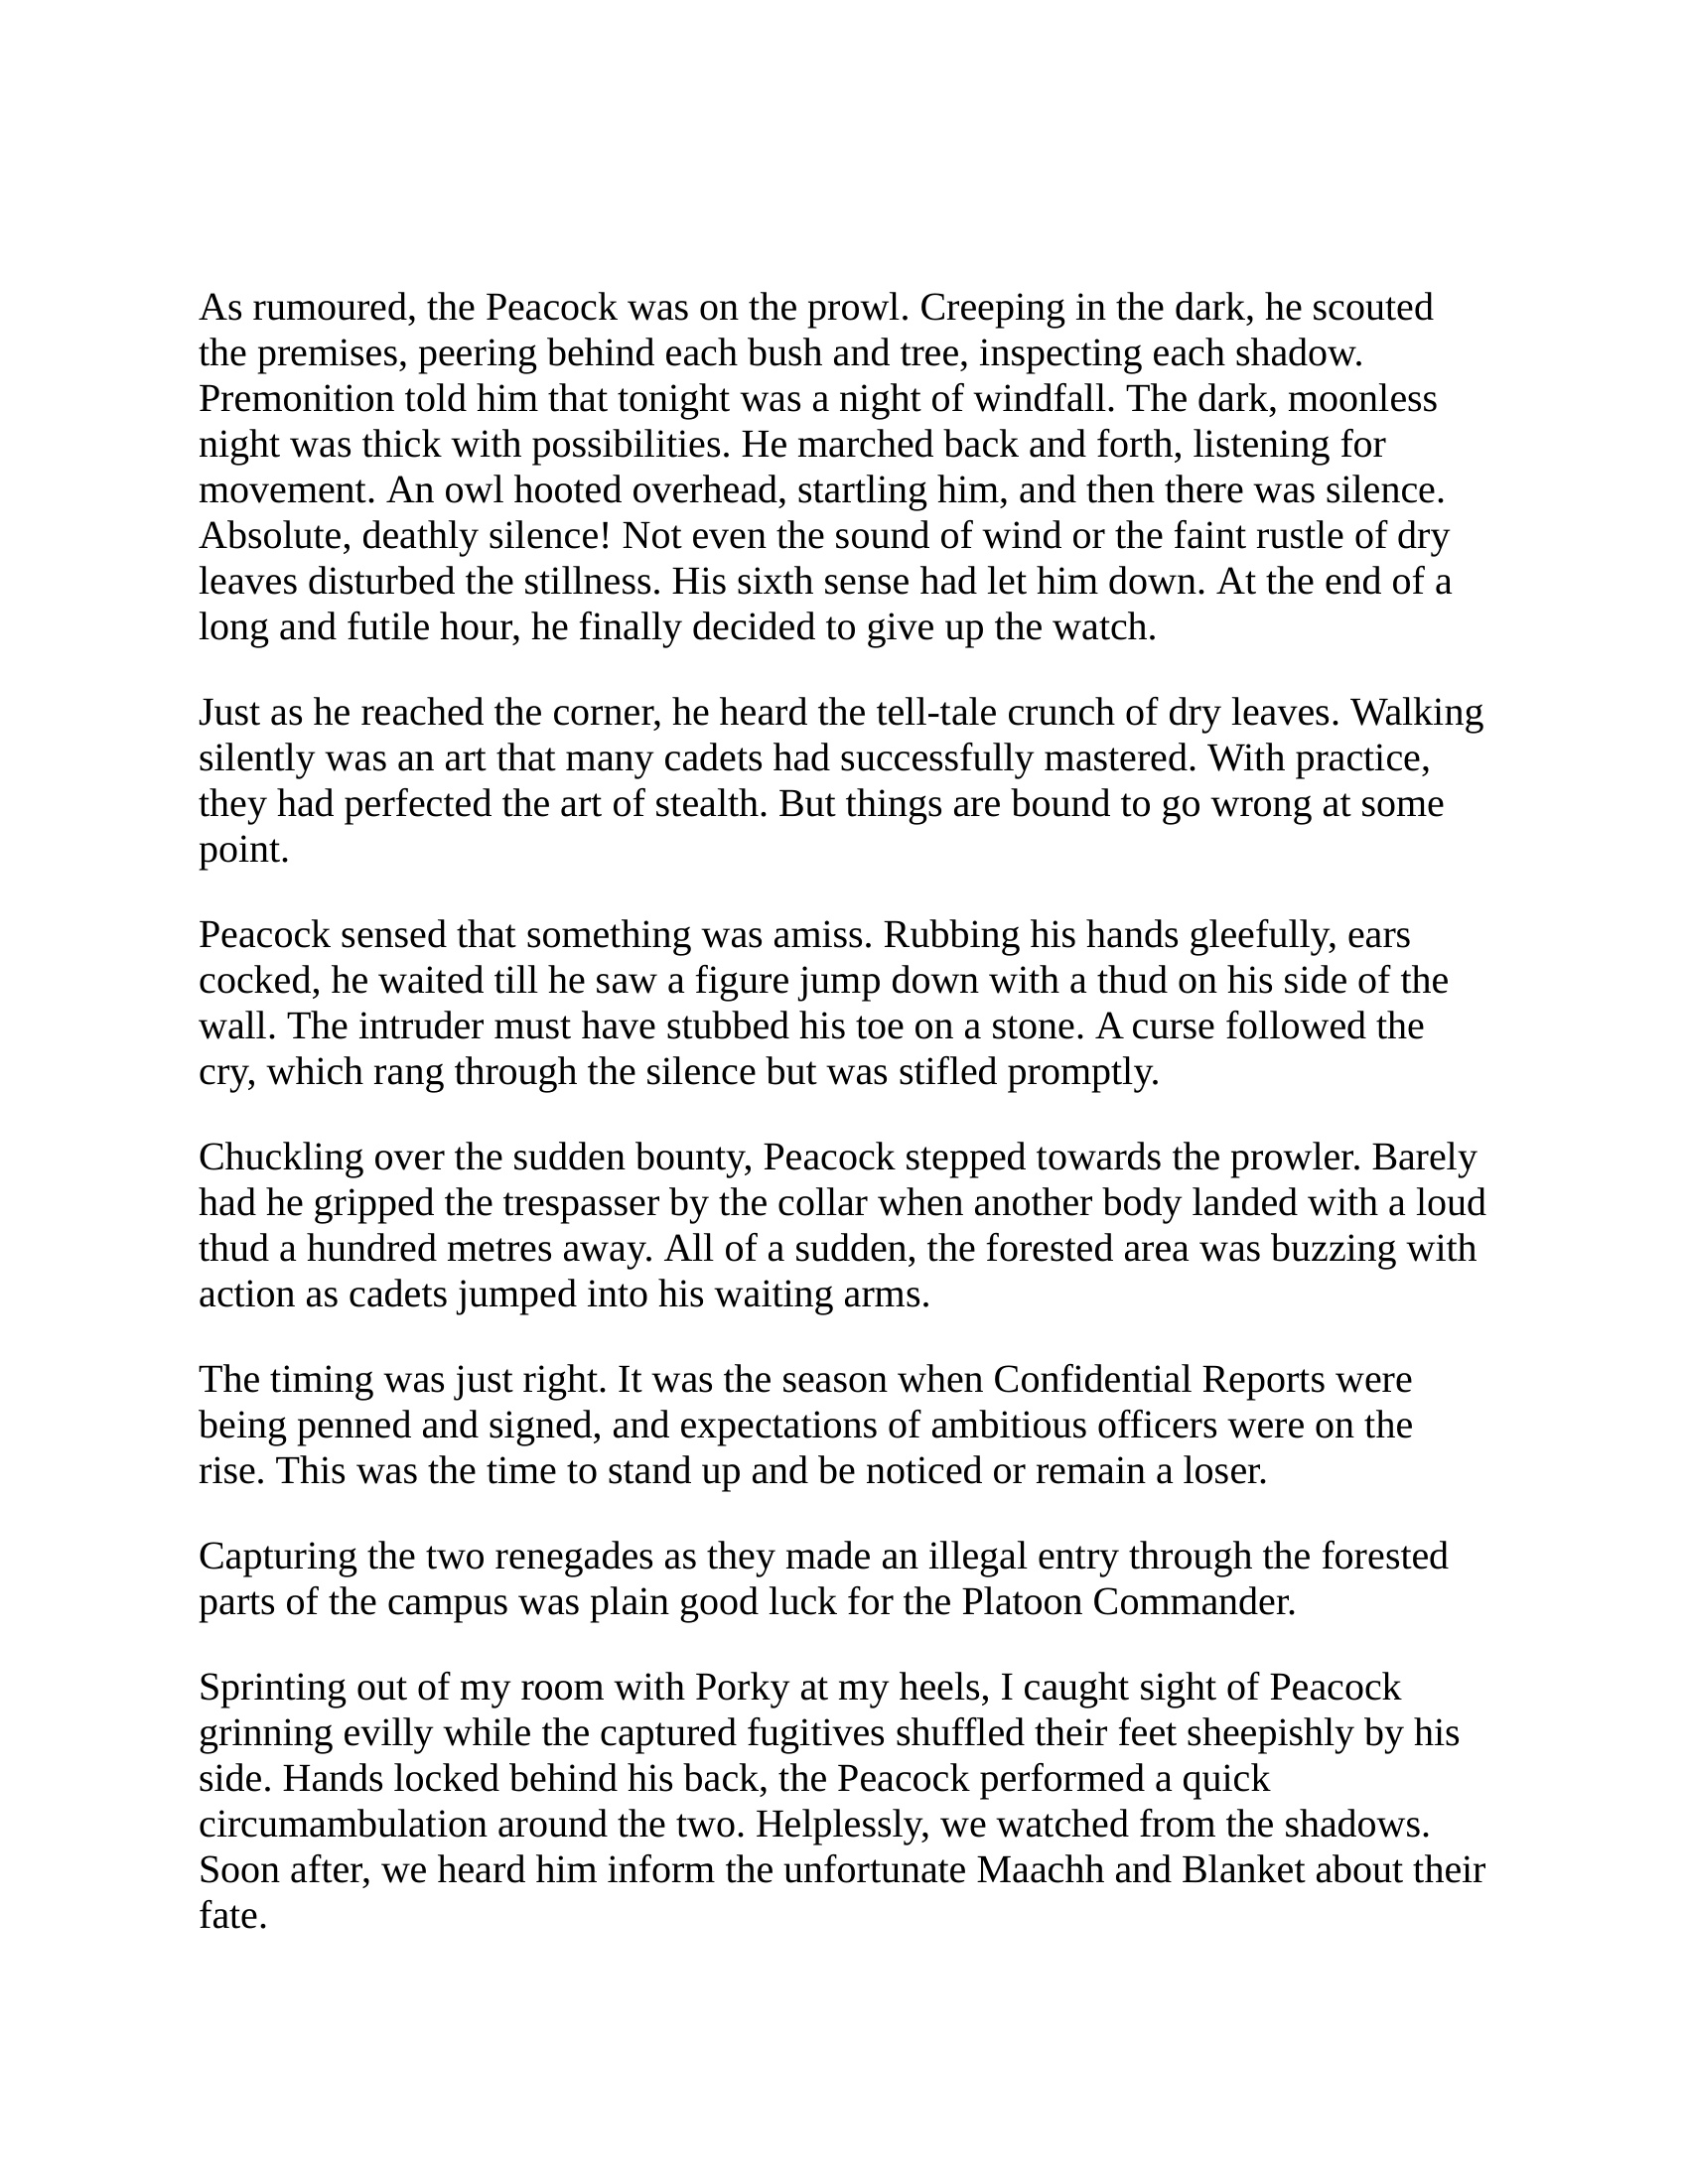 As rumoured, the Peacock was on the prowl. Creeping in the dark, he scouted
the premises, peering behind each bush and tree, inspecting each shadow.
Premonition told him that tonight was a night of windfall. The dark, moonless
night was thick with possibilities. He marched back and forth, listening for
movement. An owl hooted overhead, startling him, and then there was silence.
Absolute, deathly silence! Not even the sound of wind or the faint rustle of dry
leaves disturbed the stillness. His sixth sense had let him down. At the end of a
long and futile hour, he finally decided to give up the watch.
Just as he reached the corner, he heard the tell-tale crunch of dry leaves. Walking
silently was an art that many cadets had successfully mastered. With practice,
they had perfected the art of stealth. But things are bound to go wrong at some
point.
Peacock sensed that something was amiss. Rubbing his hands gleefully, ears
cocked, he waited till he saw a figure jump down with a thud on his side of the
wall. The intruder must have stubbed his toe on a stone. A curse followed the
cry, which rang through the silence but was stifled promptly.
Chuckling over the sudden bounty, Peacock stepped towards the prowler. Barely
had he gripped the trespasser by the collar when another body landed with a loud
thud a hundred metres away. All of a sudden, the forested area was buzzing with
action as cadets jumped into his waiting arms.
The timing was just right. It was the season when Confidential Reports were
being penned and signed, and expectations of ambitious officers were on the
rise. This was the time to stand up and be noticed or remain a loser.
Capturing the two renegades as they made an illegal entry through the forested
parts of the campus was plain good luck for the Platoon Commander.
Sprinting out of my room with Porky at my heels, I caught sight of Peacock
grinning evilly while the captured fugitives shuffled their feet sheepishly by his
side. Hands locked behind his back, the Peacock performed a quick
circumambulation around the two. Helplessly, we watched from the shadows.
Soon after, we heard him inform the unfortunate Maachh and Blanket about their
fate.